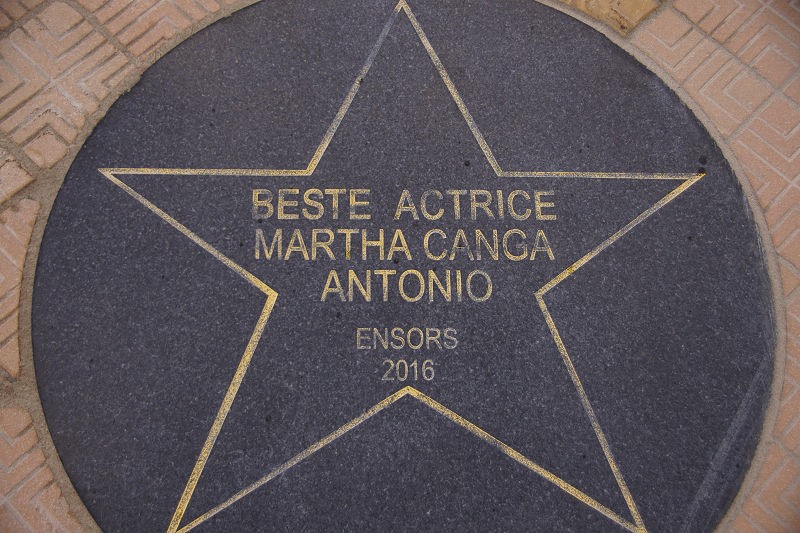 BESTE ACTRICE
MARTHA CANGA
ANTONIO
ENSORS
2016